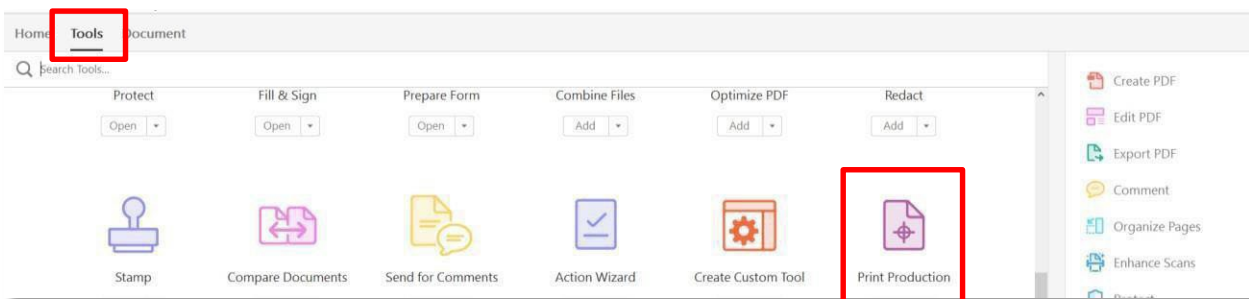 Home Tools Document
Search Tools...
Protect Fill & Sign Prepare Form Combine Files Optimize PDF Redact
Open Open Open Add Add Add
Stamp Compare Documents Send for Comments Action Wizard Create Custom Tool Print Production
Create PDF
Edit PDF
Export PDF
Comment
Organize Pages
Enhance Scans
Protect